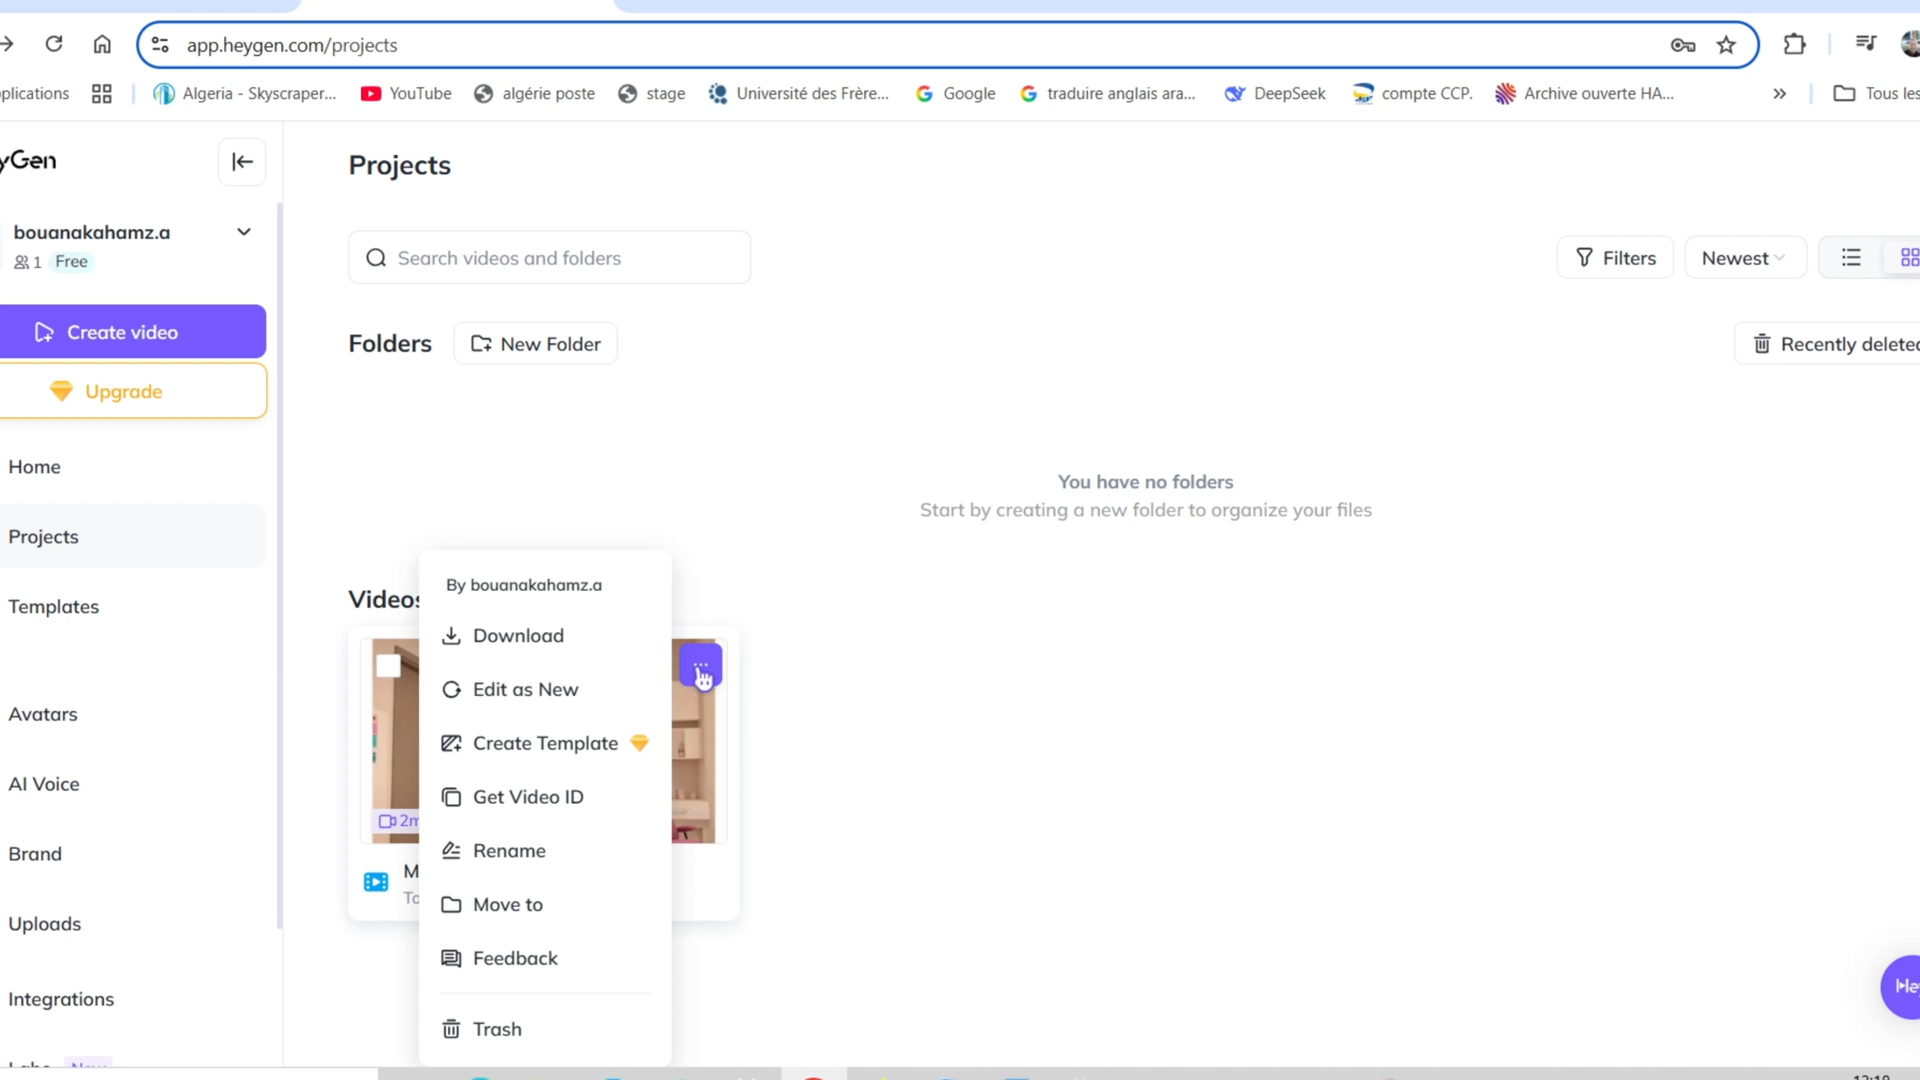 app.heygen.com/projects
plications
Algeria - Skyscraper...
YouTube
algérie poste
stage
Université des Frère...
Google
traduire anglais ara...
DeepSeek
compte CCP.
Archive ouverte HA...
»
Tous les
yGen
bouanakahamz.a
1 Free
Create video
Upgrade
Home
Projects
Templates
Avatars
AI Voice
Brand
Uploads
Integrations
Projects
Search videos and folders
Filters
Newest
Folders
New Folder
Recently deleted
You have no folders
Start by creating a new folder to organize your files
Videos
By bouanakahamz.a
Download
Edit as New
Create Template
Get Video ID
Rename
Move to
Feedback
Trash
2m
M
To
Hey